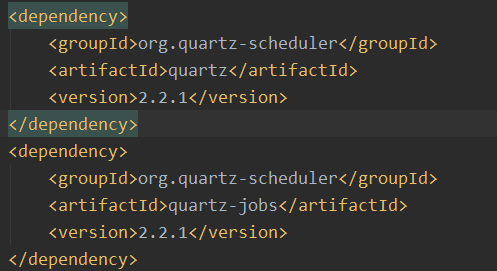 <dependency>
    <groupId>org.quartz-scheduler</groupId>
    <artifactId>quartz</artifactId>
    <version>2.2.1</version>
</dependency>
<dependency>
    <groupId>org.quartz-scheduler</groupId>
    <artifactId>quartz-jobs</artifactId>
    <version>2.2.1</version>
</dependency>